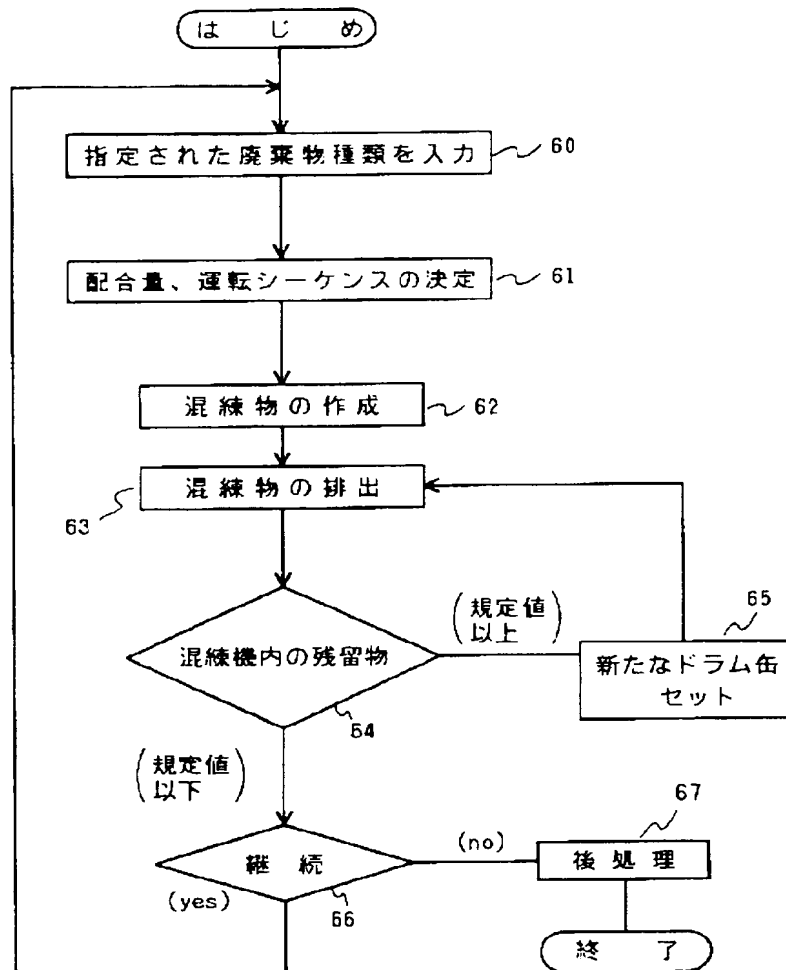 はじめ
指定された廃棄物種類を入力
60
配合量、運転シーケンスの決定
61
混練物の作成
62
混練物の排出
63
混練機内の残留物
64
(規定値
以上)
65
新たなドラム缶
セット
(規定値
以下)
継続
66
(yes)
(no)
67
後処理
終了